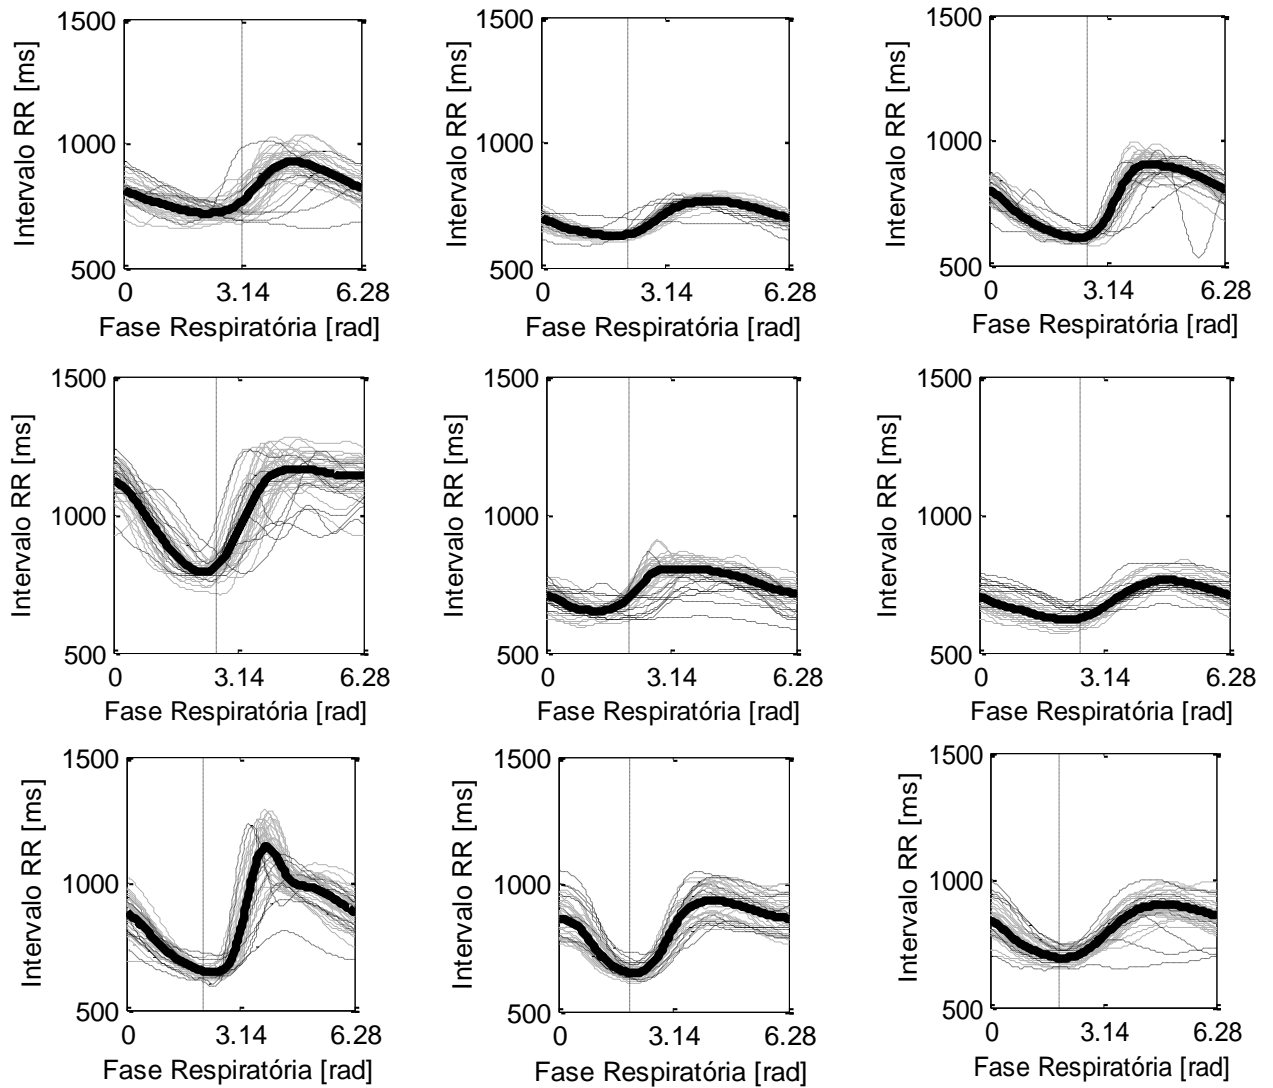 1500
1000
500
Intervalo RR [ms]
0 3.14 6.28
Fase Respiratória [rad]
1500
1000
500
Intervalo RR [ms]
0 3.14 6.28
Fase Respiratória [rad]
1500
1000
500
Intervalo RR [ms]
0 3.14 6.28
Fase Respiratória [rad]
1500
1000
500
Intervalo RR [ms]
0 3.14 6.28
Fase Respiratória [rad]
1500
1000
500
Intervalo RR [ms]
0 3.14 6.28
Fase Respiratória [rad]
1500
1000
500
Intervalo RR [ms]
0 3.14 6.28
Fase Respiratória [rad]
1500
1000
500
Intervalo RR [ms]
0 3.14 6.28
Fase Respiratória [rad]
1500
1000
500
Intervalo RR [ms]
0 3.14 6.28
Fase Respiratória [rad]
1500
1000
500
Intervalo RR [ms]
0 3.14 6.28
Fase Respiratória [rad]